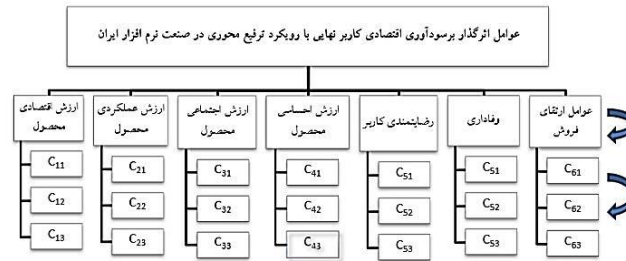 عوامل اثرگذار برسودآوری اقتصادی کاربر نهایی با رویکرد ترفیع محوری در صنعت نرم افزار ایران
عوامل ارتقای
فروش
وفاداری
رضایتمندی کاربر
ارزش احساسی
محصول
ارزش اجتماعی
محصول
ارزش عملکردی
محصول
ارزش اقتصادی
محصول
C61
C62
C63
C51
C52
C53
C51
C52
C53
C41
C42
C43
C31
C32
C33
C21
C22
C23
C11
C12
C13